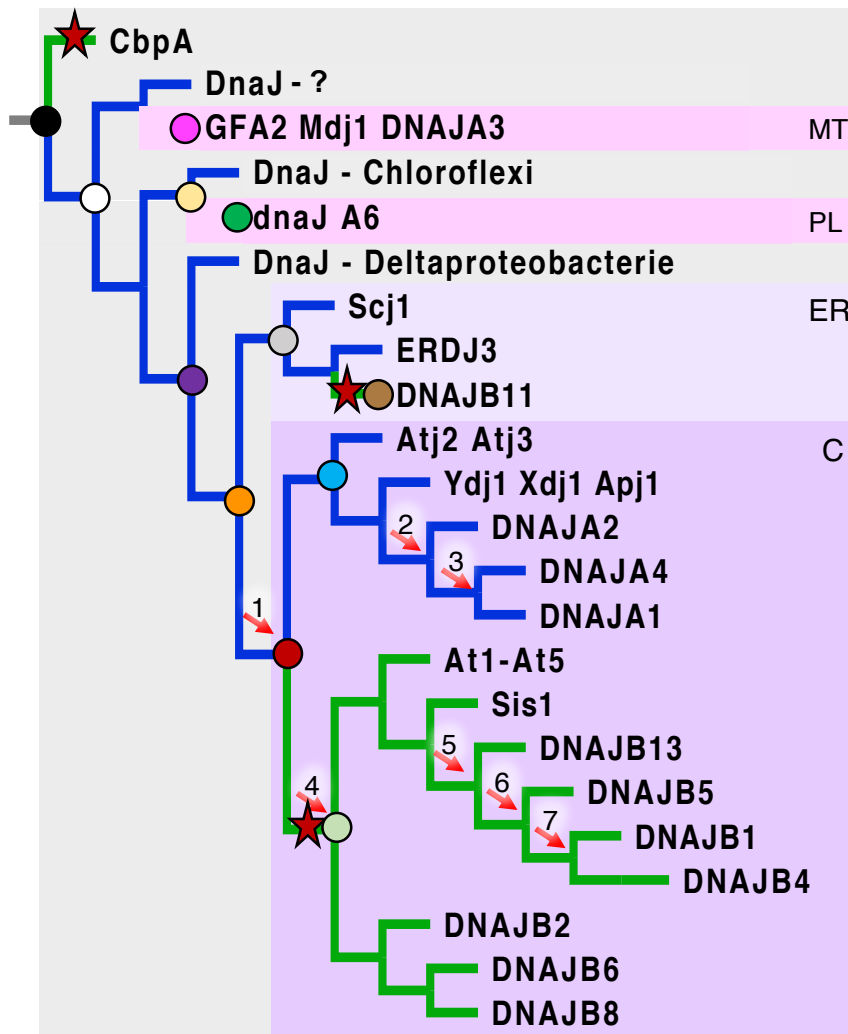 CbpA
DnaJ - ?
GFA2 Mdj1 DNAJA3 MT
DnaJ - Chloroflexi
dnaJ A6 PL
DnaJ - Deltaproteobacterie
Scj1 ER
ERDJ3
DNAJB11
Atj2 Atj3 C
Ydj1 Xdj1 Apj1
2 DNAJA2
3 DNAJA4
1 DNAJA1
At1-At5
Sis1
5 DNAJB13
4 6 DNAJB5
7 DNAJB1
DNAJB4
DNAJB2
DNAJB6
DNAJB8